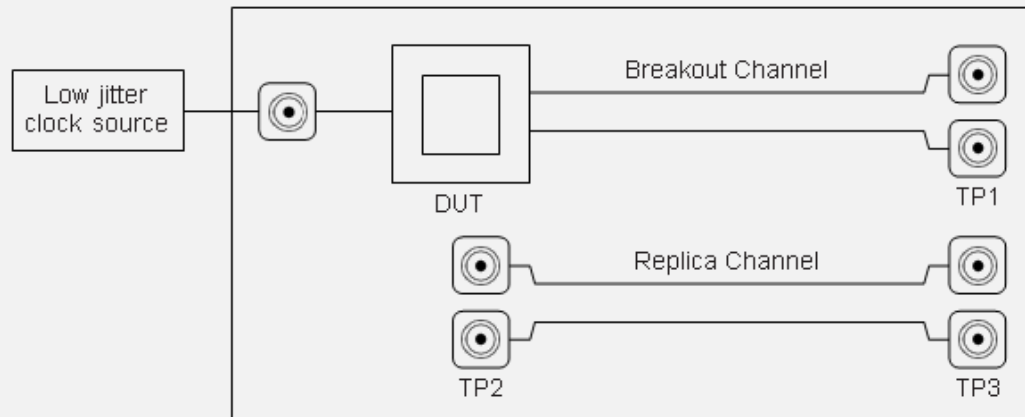 Low jitter
clock source
Breakout Channel
DUT
TP1
Replica Channel
TP2
TP3